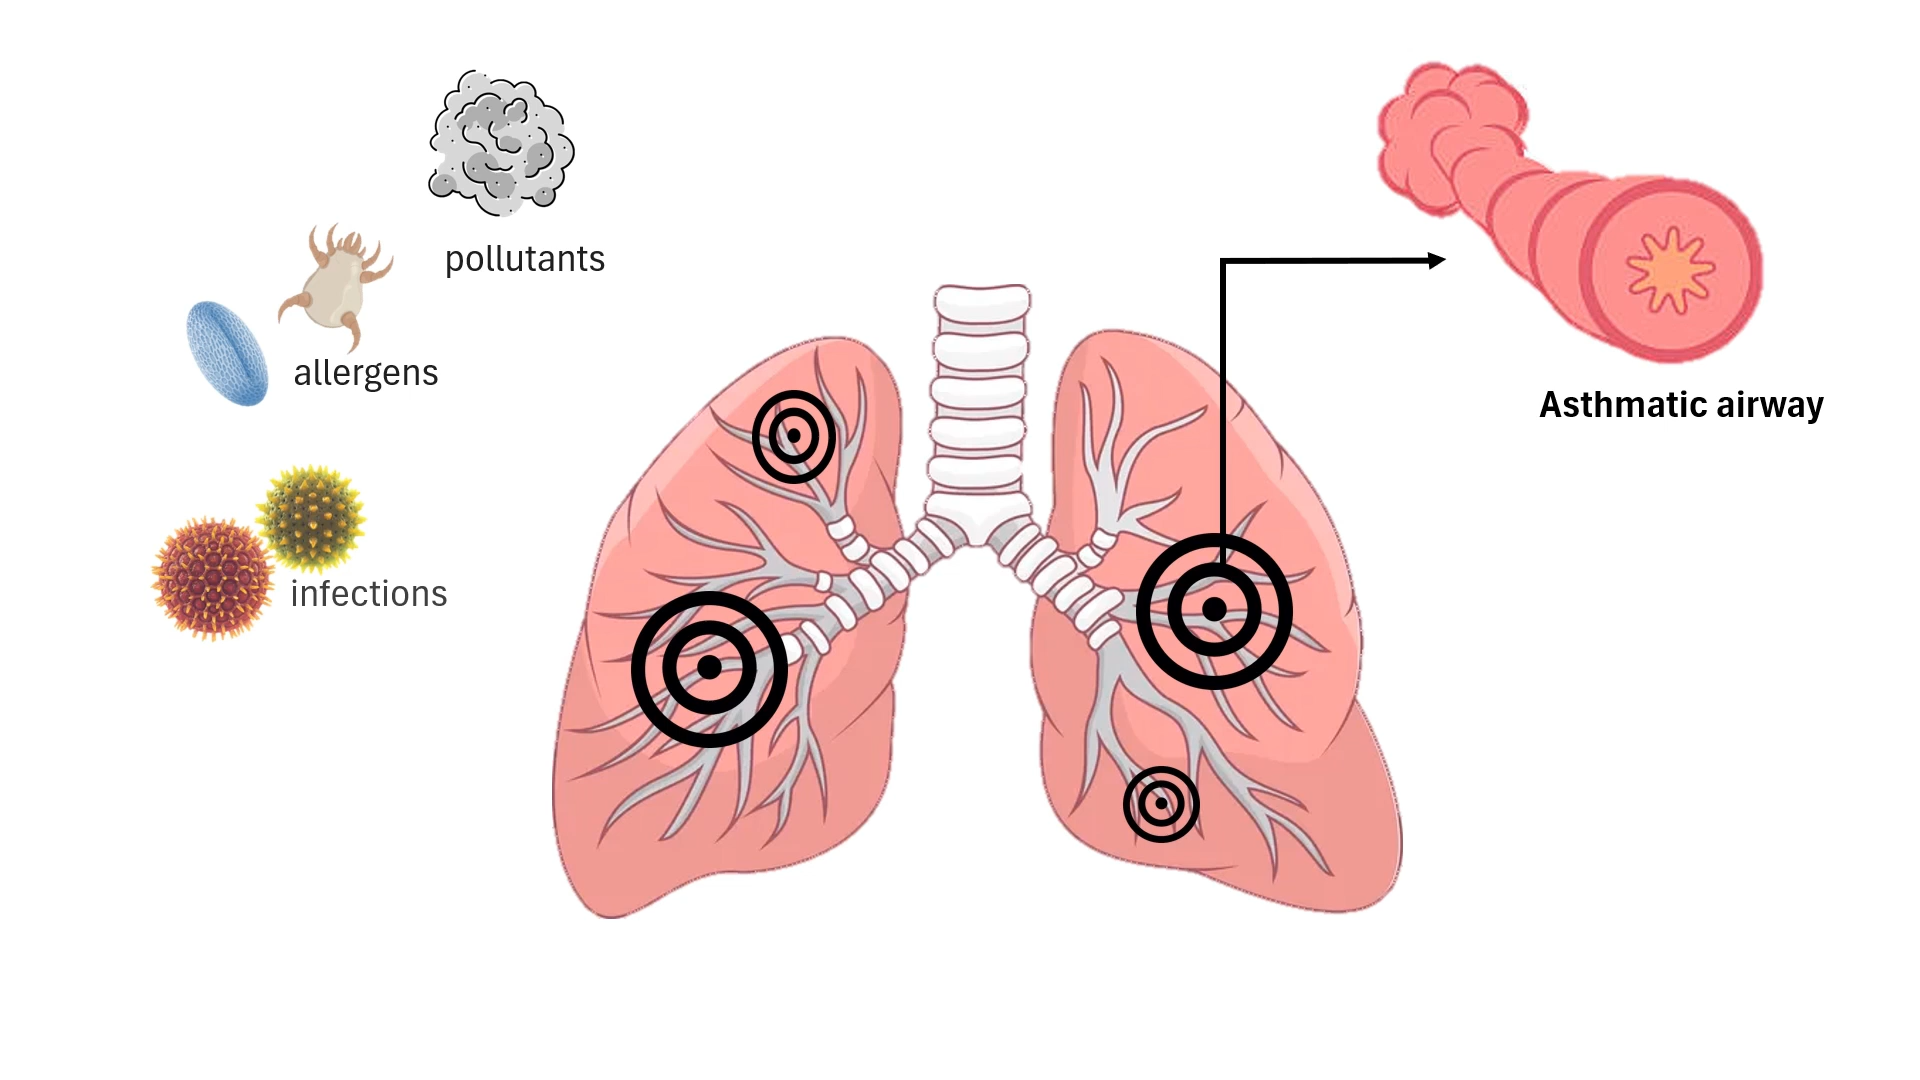 pollutants
allergens
infections
Asthmatic airway